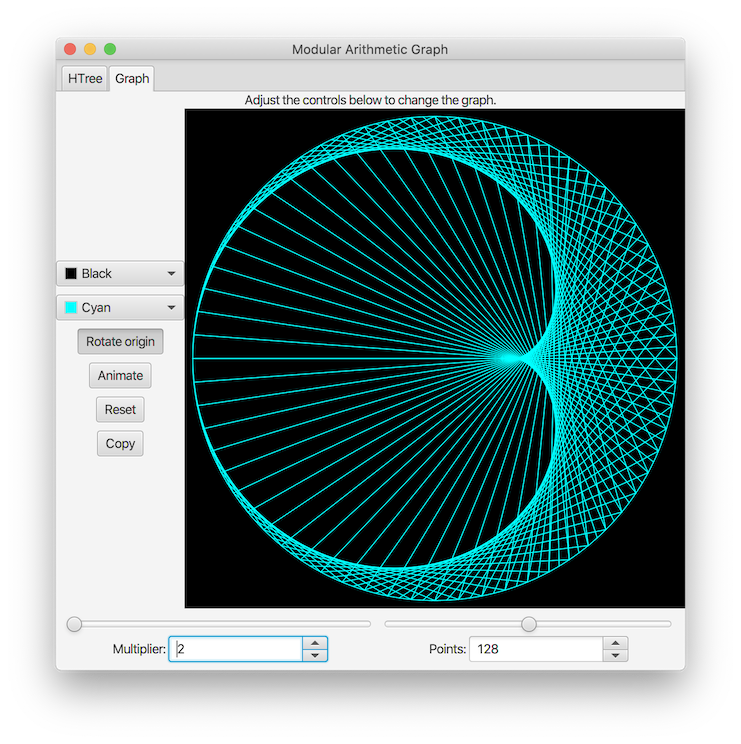 Modular Arithmetic Graph
HTree Graph
Adjust the controls below to change the graph.
Black
Cyan
Rotate origin
Animate
Reset
Copy
Multiplier: 2 Points: 128